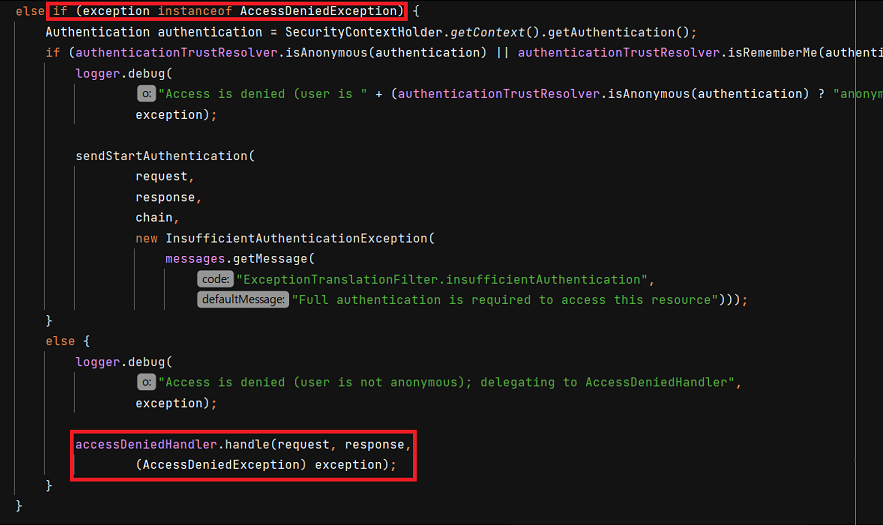 else if (exception instanceof AccessDeniedException) {
Authentication authentication = SecurityContextHolder.getContext().getAuthentication();
if (authenticationTrustResolver.isAnonymous(authentication) || authenticationTrustResolver.isRememberMe(authenti
logger.debug(
o: "Access is denied (user is " + (authenticationTrustResolver.isAnonymous(authentication) ? "anonym
exception);
sendStartAuthentication(
request,
response,
chain,
new InsufficientAuthenticationException(
messages.getMessage(
code: "ExceptionTranslationFilter.insufficientAuthentication",
defaultMessage: "Full authentication is required to access this resource")));
}
else {
logger.debug(
o: "Access is denied (user is not anonymous); delegating to AccessDeniedHandler",
exception);
accessDeniedHandler.handle(request, response,
(AccessDeniedException) exception);
}
}